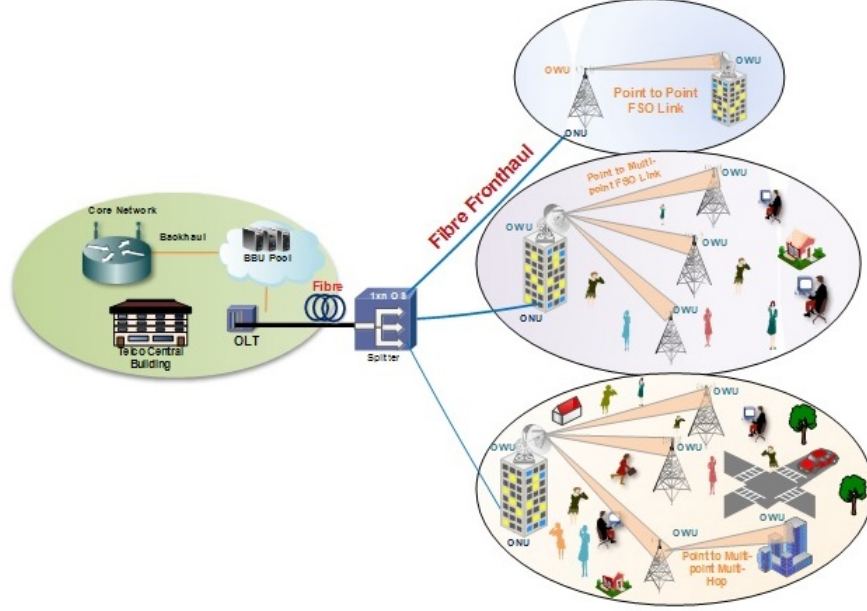 OWU
OWU
Point to Point
FSO Link
ONU
Fibre Fronthaul
Point to Multi-
point FSO Link
OWU
OWU
OWU
OWU
ONU
Core Network
Backhaul
BBU Pool
Fibre
1xn OS
Splitter
OLT
Telco Central
Building
OWU
OWU
OWU
ONU
OWU
OWU
Point to Multi-
point Multi-
Hop